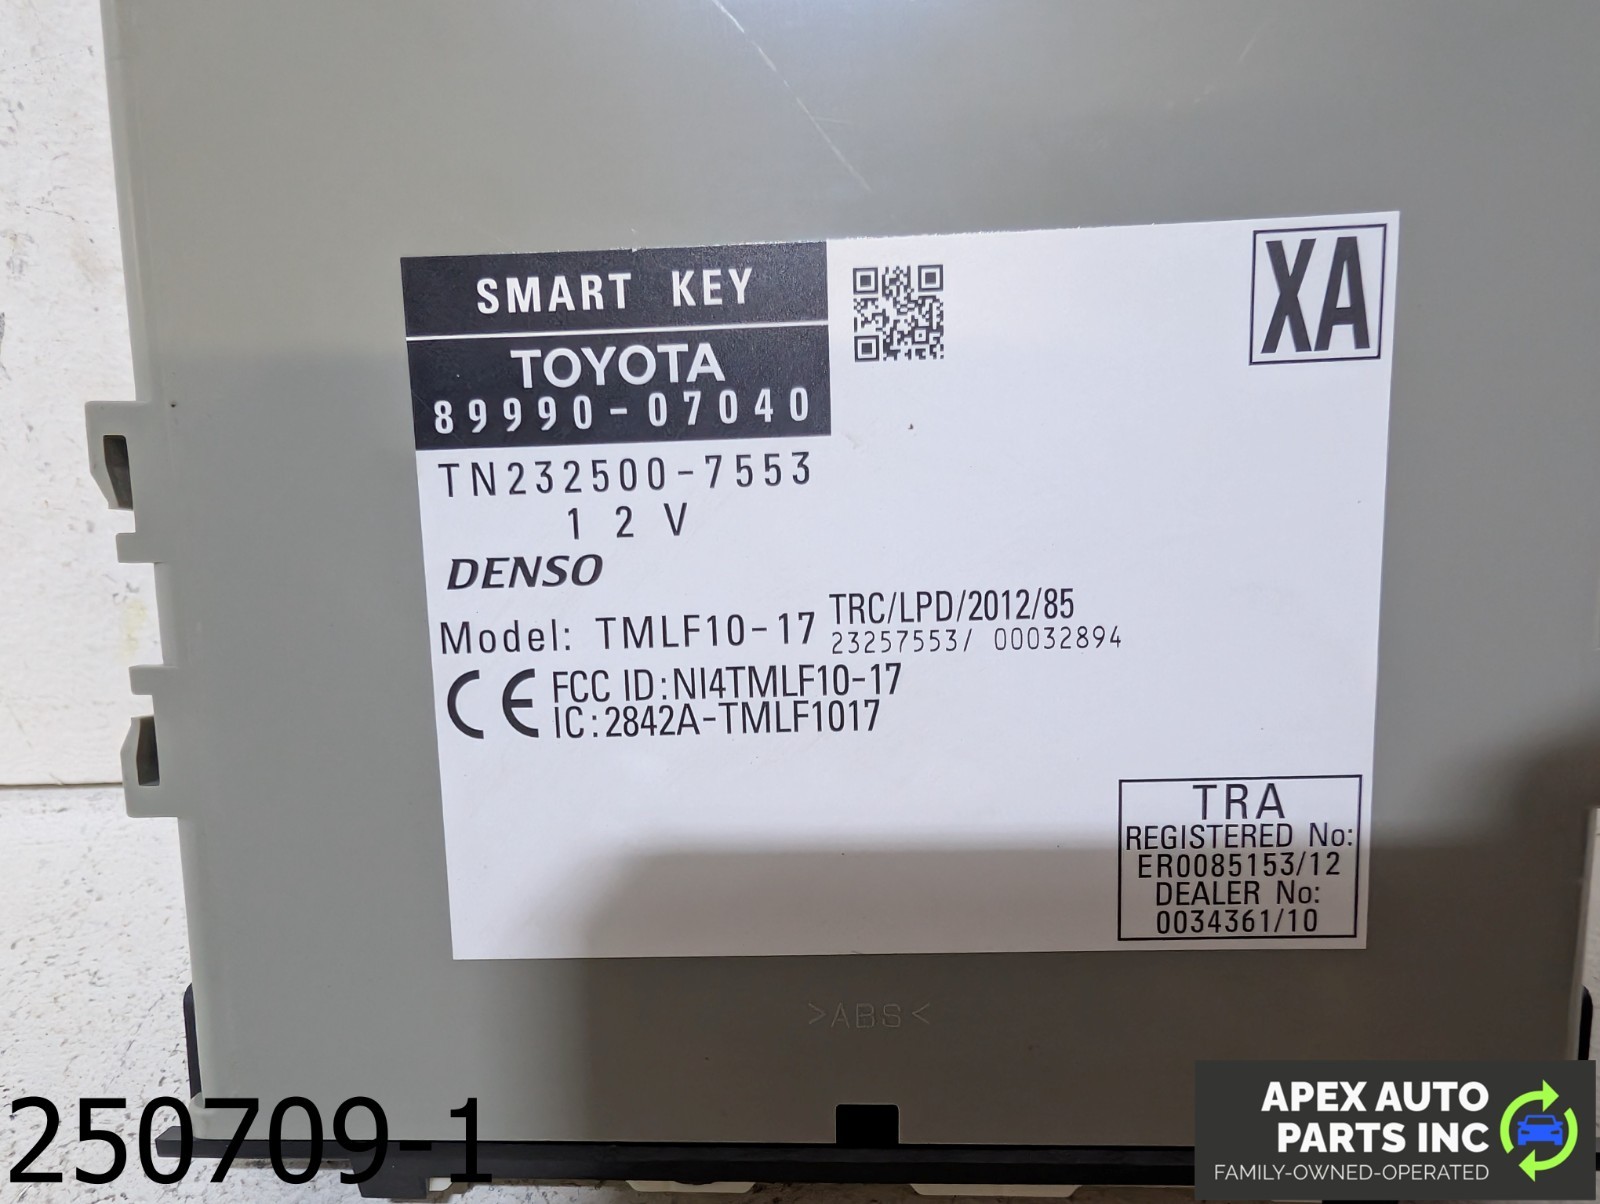 SMART KEY
TOYOTA
89990-07040
XA
TN232500-7553
12V
DENSO
Model: TMLF10-17
TRC/LPD/2012/85
23257553/ 00032894
CE
FCC ID:NI4TMLF10-17
IC:2842A-TMLF1017
TRA
REGISTERED No:
ER0085153/12
DEALER No:
0034361/10
>ABS<
250709-1
APEX AUTO
PARTS INC
FAMILY-OWNED-OPERATED